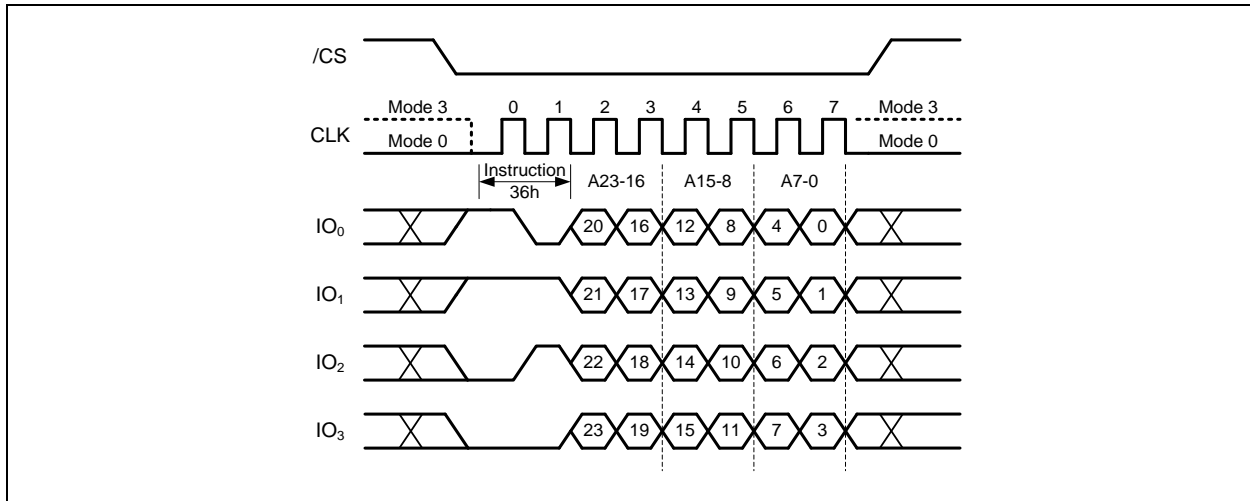 /CS
Mode 3 0 1 2 3 4 5 6 7 Mode 3
CLK
Mode 0 Mode 0
Instruction
36h
A23-16 A15-8 A7-0
IO0 20 16 12 8 4 0
IO1 21 17 13 9 5 1
IO2 22 18 14 10 6 2
IO3 23 19 15 11 7 3